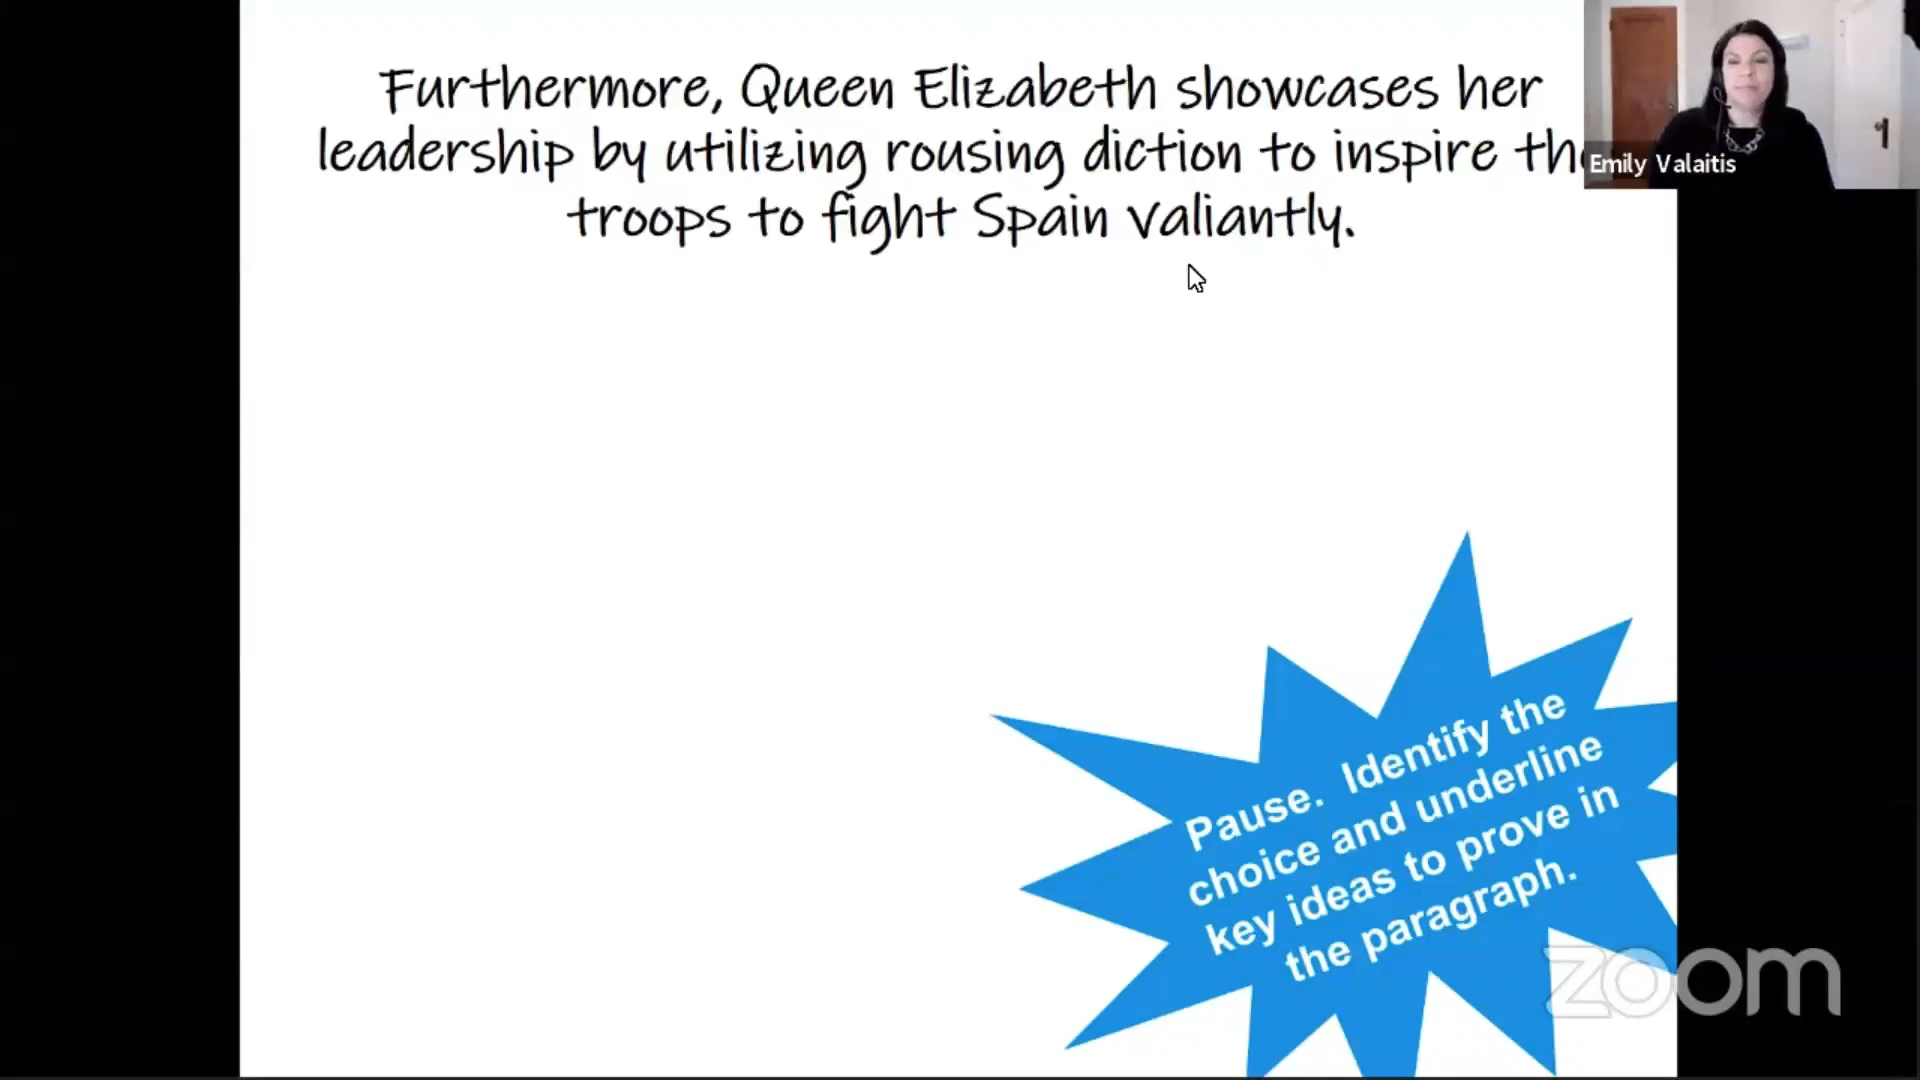 Furthermore, Queen Elizabeth showcases her
leadership by utilizing rousing diction to inspire
troops to fight Spain valiantly.
Emily Valaitis
Pause. Identify the
choice and underline
key ideas to prove in
the paragraph.
zoom